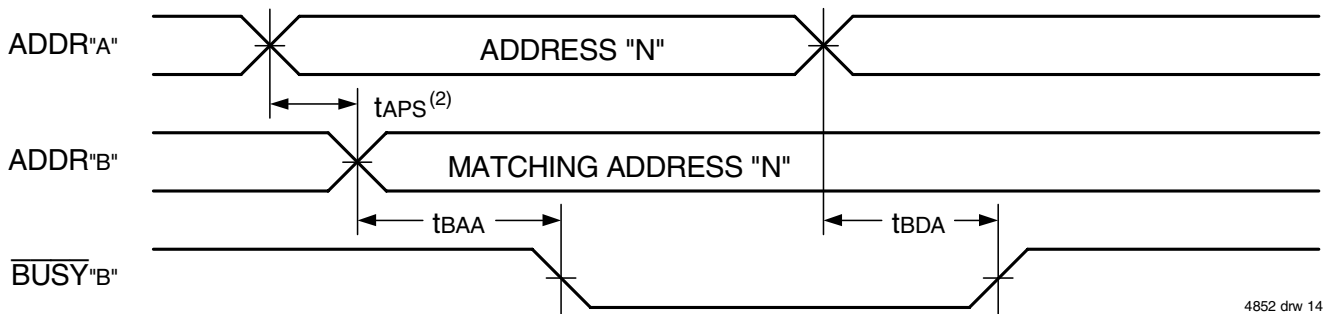 ADDR"A"
ADDRESS "N"
tAPS(2)
ADDR"B"
MATCHING ADDRESS "N"
tBAA
tBDA
BUSY"B"
4852 drw 14